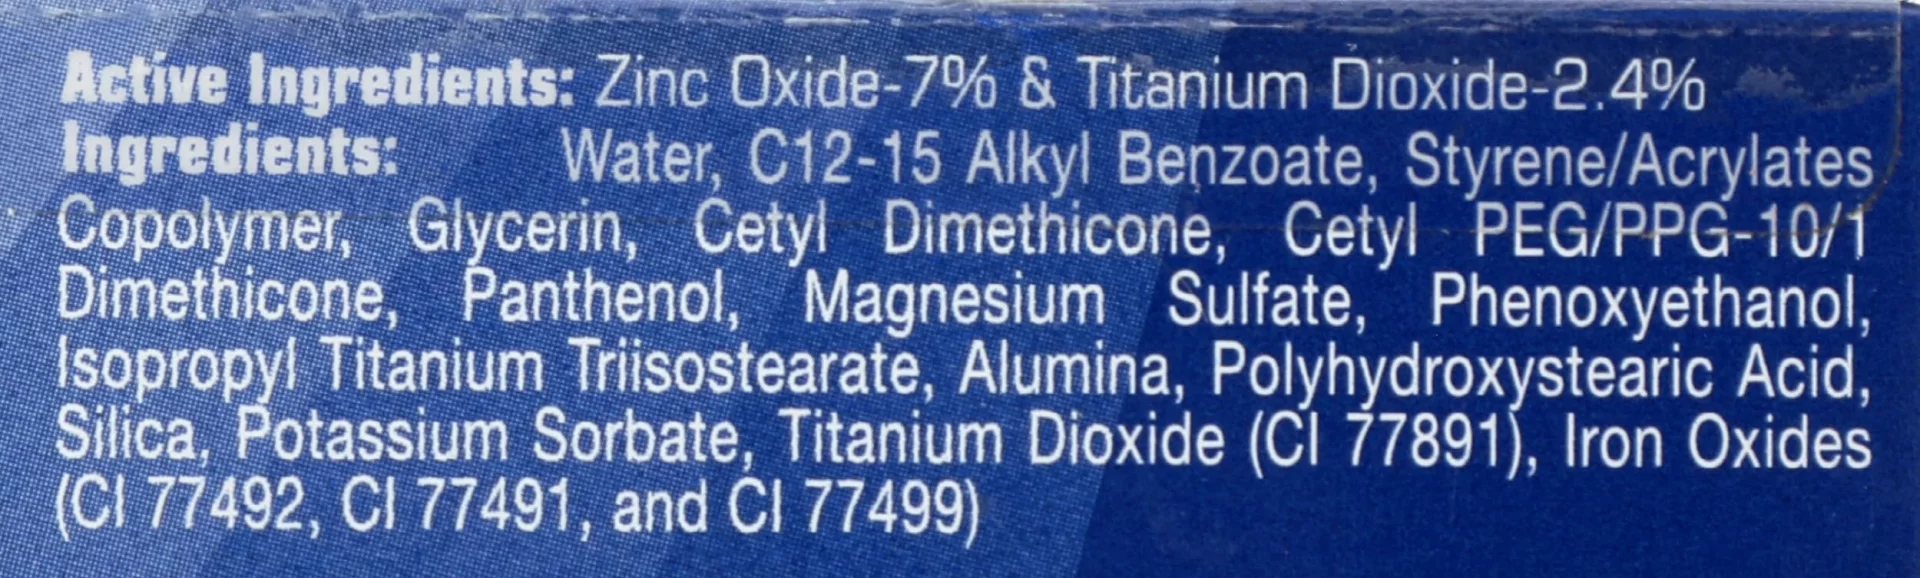 Active Ingredients: Zinc Oxide-7% & Titanium Dioxide-2.4%
Ingredients: Water, C12-15 Alkyl Benzoate, Styrene/Acrylates
Copolymer, Glycerin, Cetyl Dimethicone, Cetyl PEG/PPG-10/1
Dimethicone, Panthenol, Magnesium Sulfate, Phenoxyethanol,
Isopropyl Titanium Triisostearate, Alumina, Polyhydroxystearic Acid,
Silica, Potassium Sorbate, Titanium Dioxide (CI 77891), Iron Oxides
(CI 77492, CI 77491, and CI 77499)